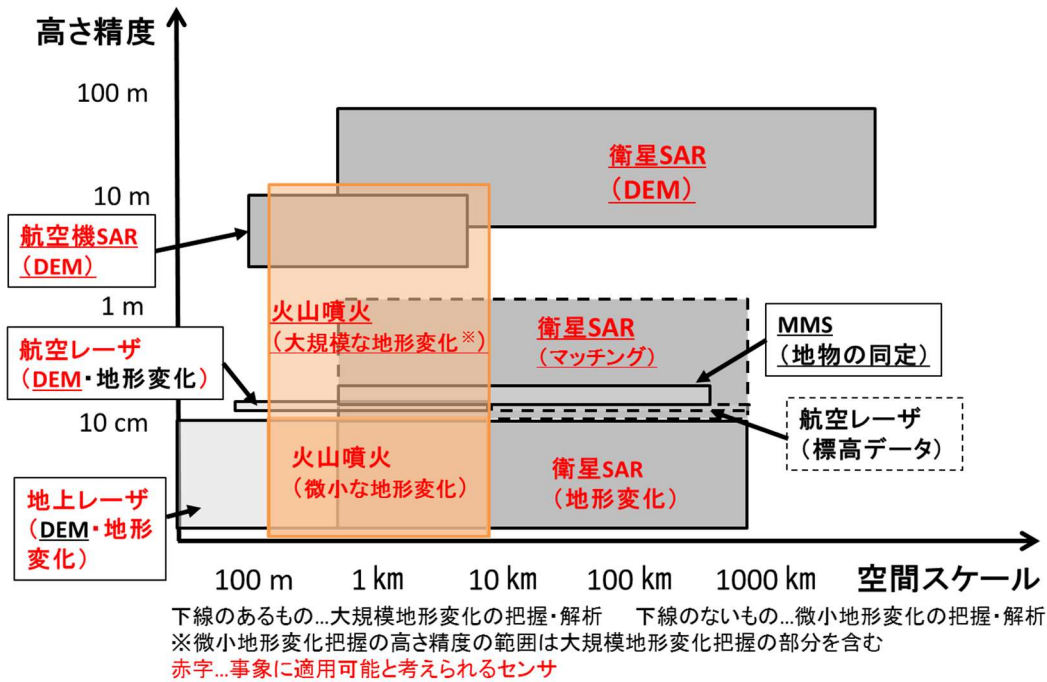 高さ精度
100 m
10 m
1 m
10 cm
衛星SAR
（DEM）
航空機SAR
（DEM）
火山噴火
（大規模な地形変化※）
衛星SAR
（マッチング）
MMS
（地物の同定）
航空レーザ
（DEM・地形変化）
航空レーザ
（標高データ）
火山噴火
（微小な地形変化）
衛星SAR
（地形変化）
地上レーザ
（DEM・地形
変化）
100 m 1 km 10 km 100 km 1000 km 空間スケール
下線のあるもの...大規模地形変化の把握・解析 下線のないもの...微小地形変化の把握・解析
※微小地形変化把握の高さ精度の範囲は大規模地形変化把握の部分を含む
赤字...事象に適用可能と考えられるセンサ